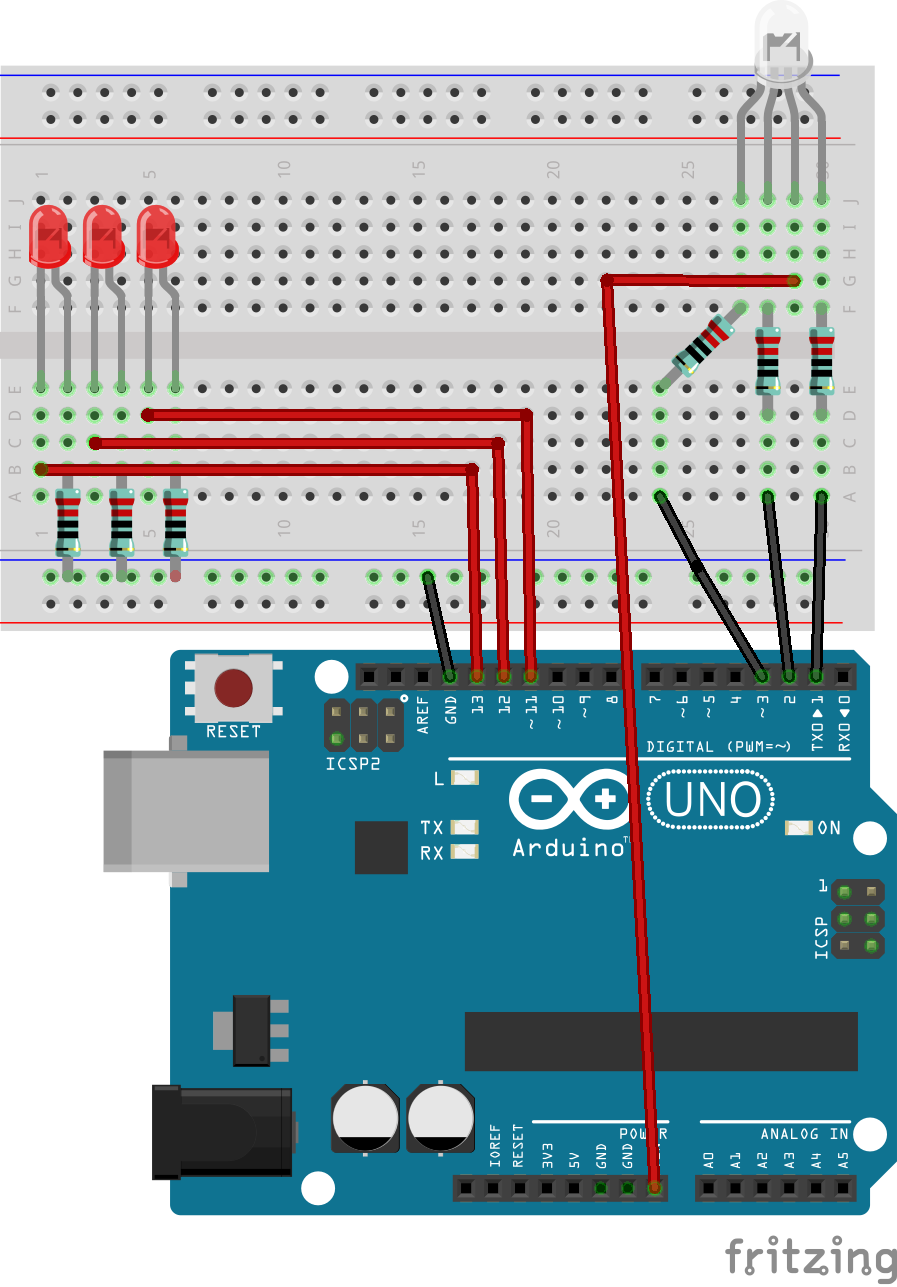 1 5 10 15 20 25 30
J J
I I
H H
G G
F F
E E
D D
C C
B B
A A
1 5 10 15 20 25
RESET
AREF GND 13 12 ~11 ~10 ~9 8 7 ~6 ~5 4 ~3 2 TX0▶1 RX0◀0
DIGITAL (PWM=~)
ICSP2
L
TX
RX
UNO
Arduino™
ON
1
ICSP
POWER
ANALOG IN
IOREF RESET 3V3 5V GND GND A0 A1 A2 A3 A4 A5
fritzing